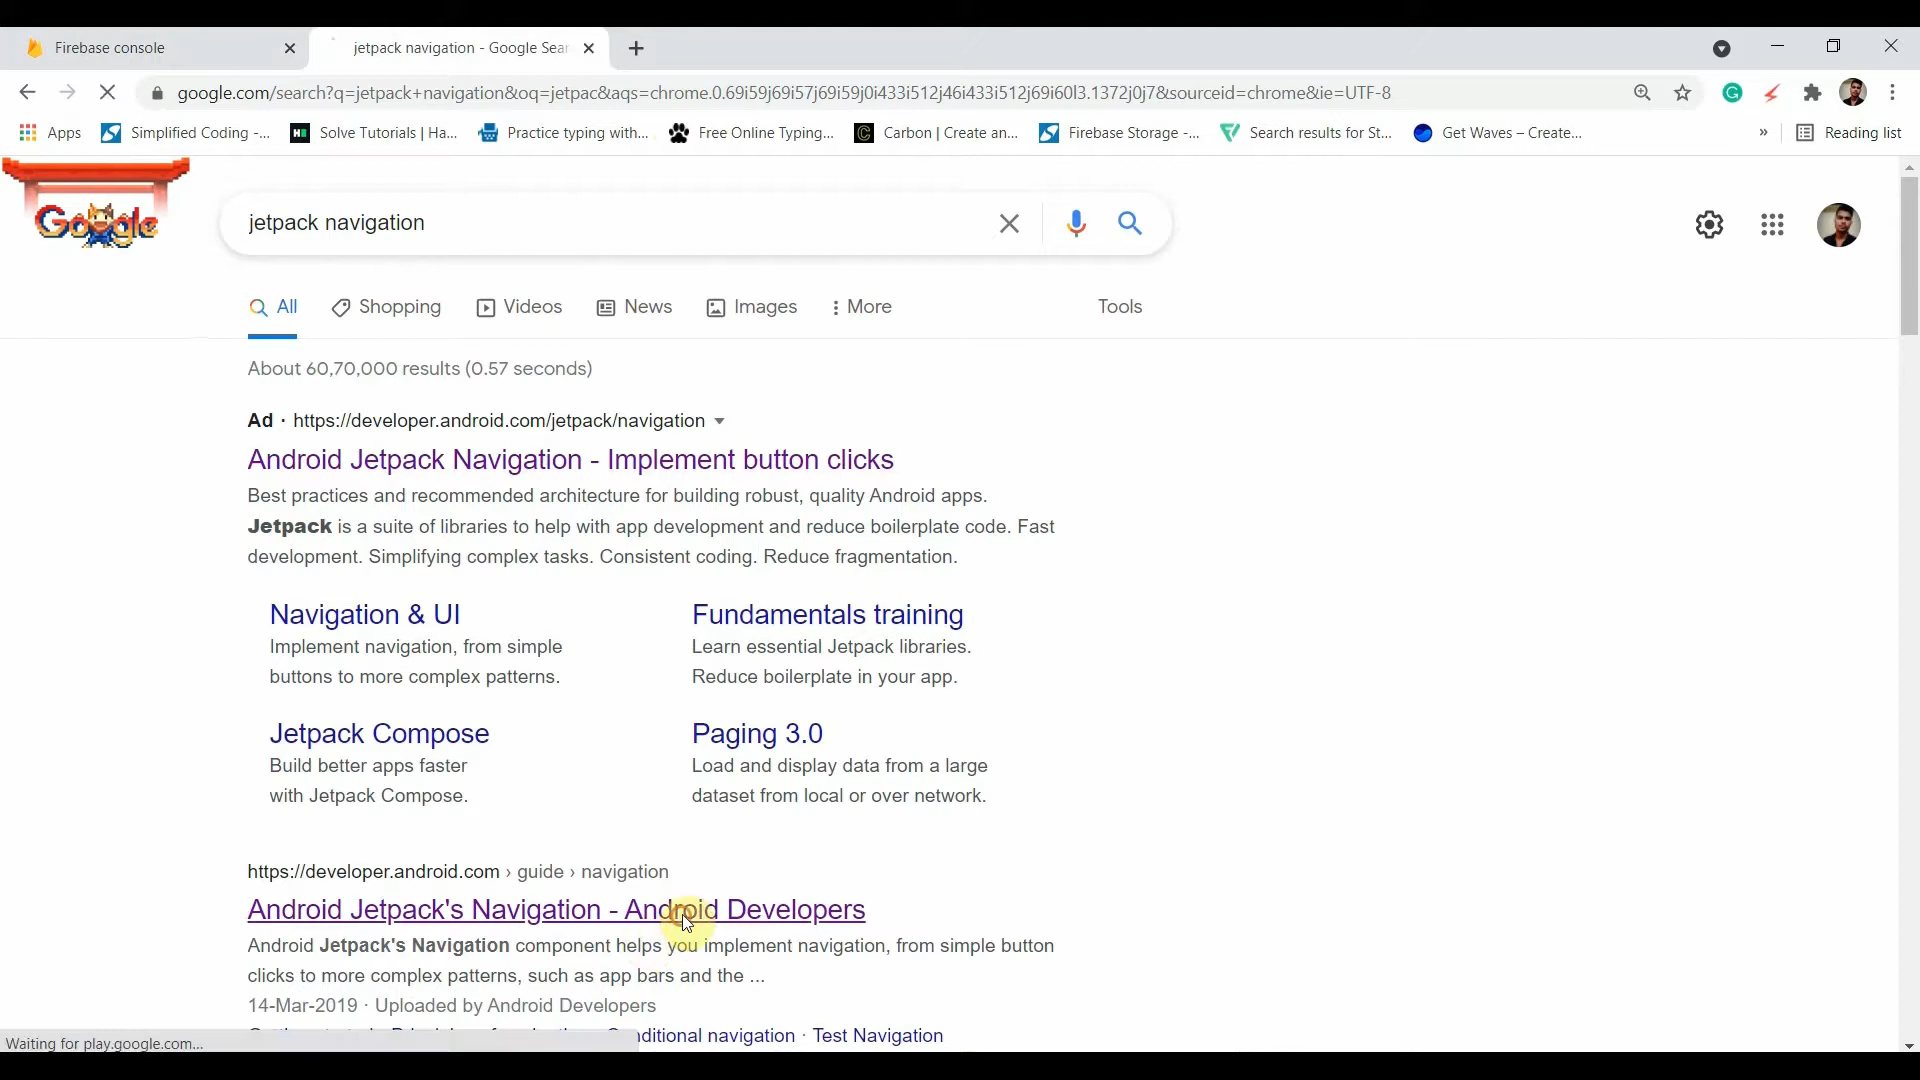 Firebase console
jetpack navigation - Google Sear
google.com/search?q=jetpack+navigation&oq=jetpac&aqs=chrome.0.69i59j69i57j69i59j0i433i512j46i433i512j69i60l3.1372j0j7&sourceid=chrome&ie=UTF-8
Apps Simplified Coding -... Solve Tutorials | Ha... Practice typing with... Free Online Typing... Carbon | Create an... Firebase Storage -... Search results for St... Get Waves – Create... » Reading list
Google
jetpack navigation
All Shopping Videos News Images More Tools
About 60,70,000 results (0.57 seconds)
Ad · https://developer.android.com/jetpack/navigation
Android Jetpack Navigation - Implement button clicks
Best practices and recommended architecture for building robust, quality Android apps.
Jetpack is a suite of libraries to help with app development and reduce boilerplate code. Fast
development. Simplifying complex tasks. Consistent coding. Reduce fragmentation.
Navigation & UI
Implement navigation, from simple
buttons to more complex patterns.
Fundamentals training
Learn essential Jetpack libraries.
Reduce boilerplate in your app.
Jetpack Compose
Build better apps faster
with Jetpack Compose.
Paging 3.0
Load and display data from a large
dataset from local or over network.
https://developer.android.com › guide › navigation
Android Jetpack's Navigation - Android Developers
Android Jetpack's Navigation component helps you implement navigation, from simple button
clicks to more complex patterns, such as app bars and the ...
14-Mar-2019 · Uploaded by Android Developers
navigation · Test Navigation
Waiting for play.google.com...